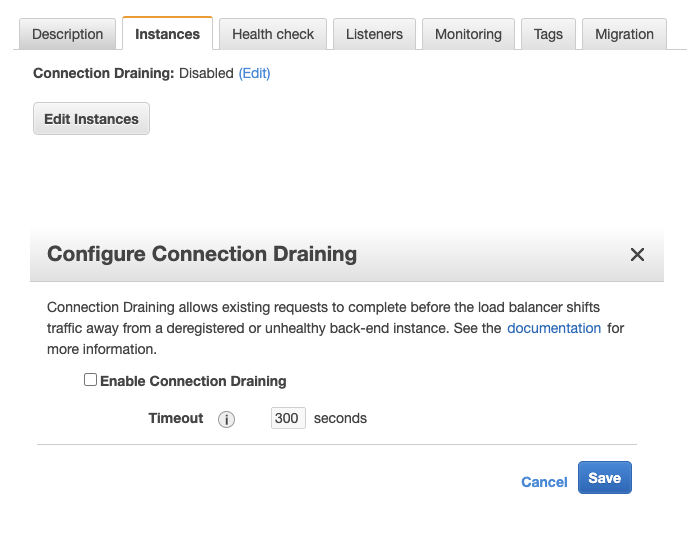 Description Instances Health check Listeners Monitoring Tags Migration
Connection Draining: Disabled (Edit)
Edit Instances
Configure Connection Draining
Connection Draining allows existing requests to complete before the load balancer shifts
traffic away from a deregistered or unhealthy back-end instance. See the documentation for
more information.
Enable Connection Draining
Timeout i 300 seconds
Cancel Save